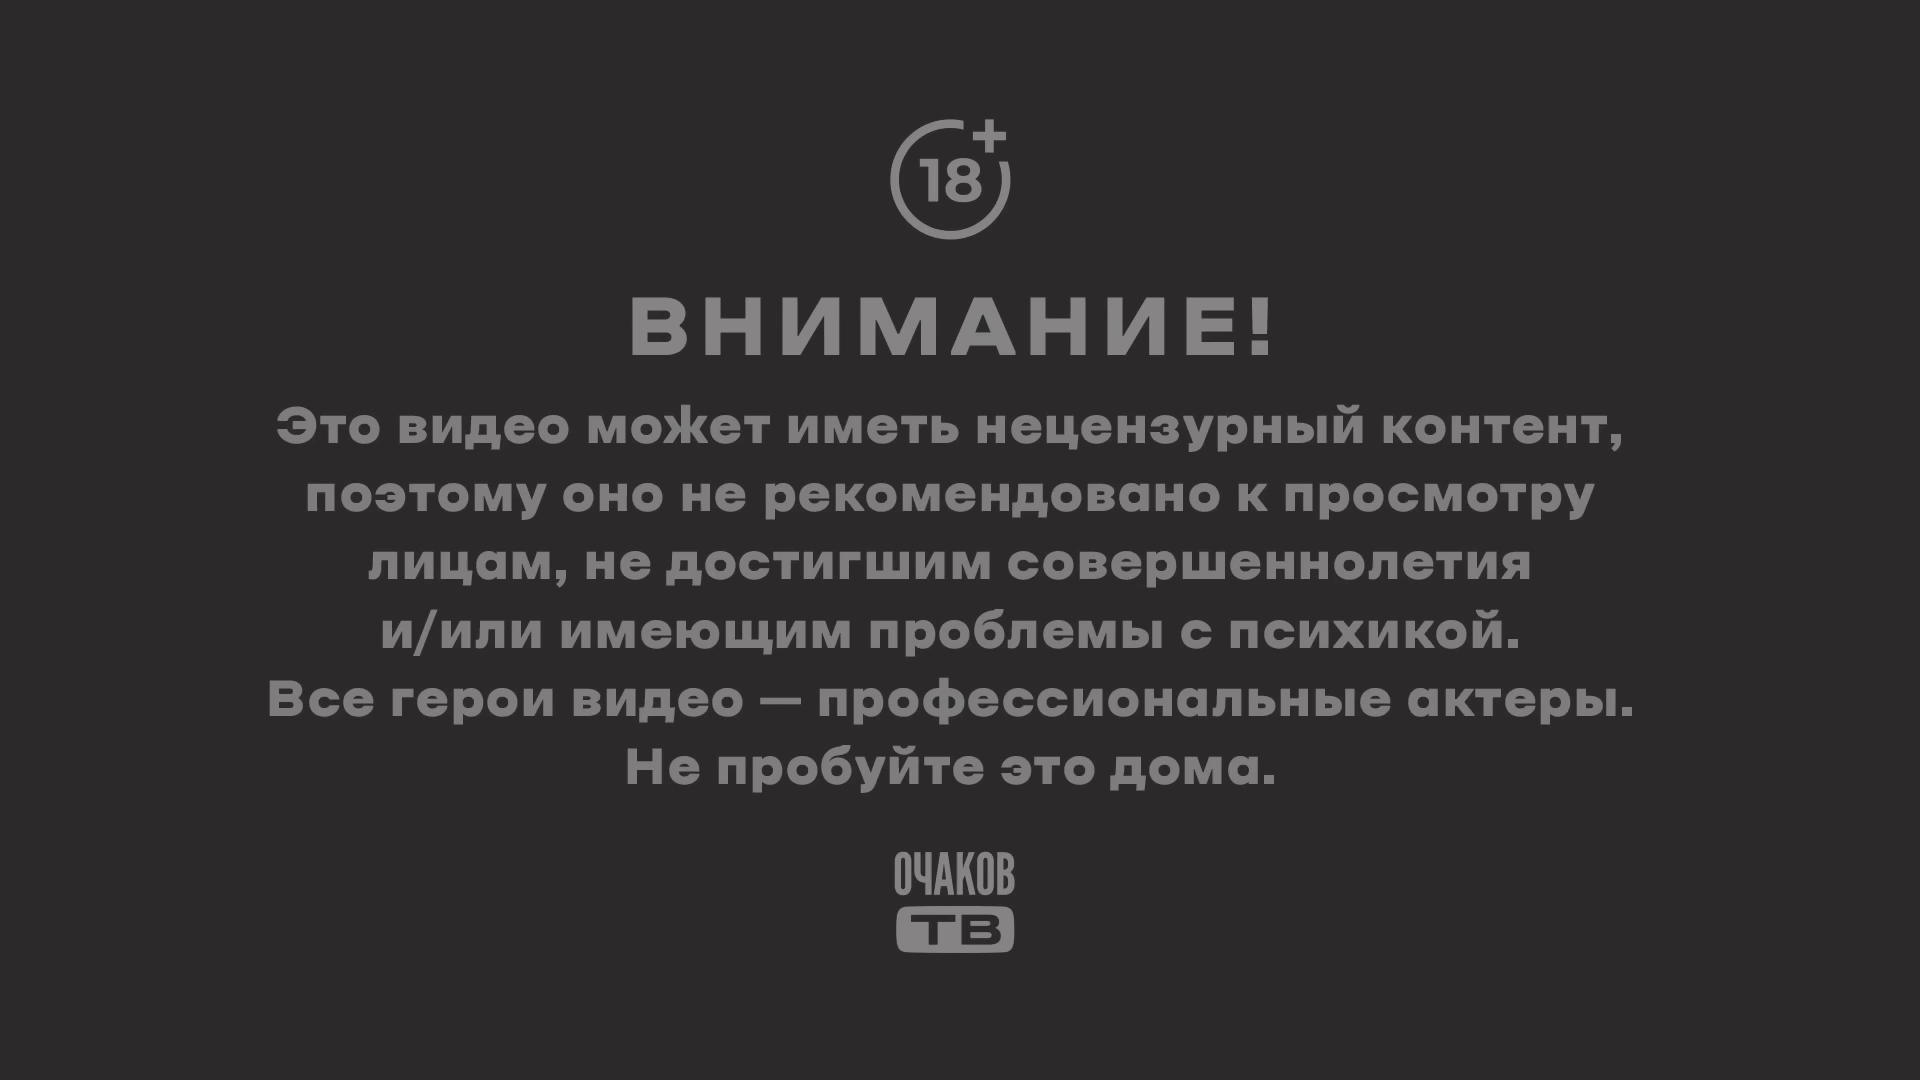 18+
ВНИМАНИЕ!
Это видео может иметь нецензурный контент,
поэтому оно не рекомендовано к просмотру
лицам, не достигшим совершеннолетия
и/или имеющим проблемы с психикой.
Все герои видео — профессиональные актеры.
Не пробуйте это дома.
ОЧАКОВ
ТВ